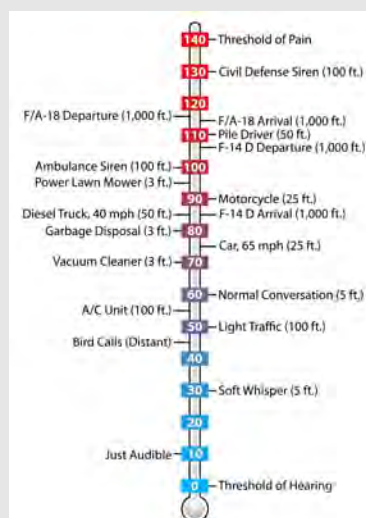 140 Threshold of Pain
130 Civil Defense Siren (100 ft.)
120
F/A-18 Departure (1,000 ft.)
F/A-18 Arrival (1,000 ft.)
110 Pile Driver (50 ft.)
F-14 D Departure (1,000 ft.)
Ambulance Siren (100 ft.) 100
Power Lawn Mower (3 ft.)
90 Motorcycle (25 ft.)
Diesel Truck, 40 mph (50 ft.) F-14 D Arrival (1,000 ft.)
Garbage Disposal (3 ft.) 80
Car, 65 mph (25 ft.)
Vacuum Cleaner (3 ft.) 70
60 Normal Conversation (5 ft.)
A/C Unit (100 ft.)
50 Light Traffic (100 ft.)
Bird Calls (Distant)
40
30 Soft Whisper (5 ft.)
20
Just Audible 10
0 Threshold of Hearing